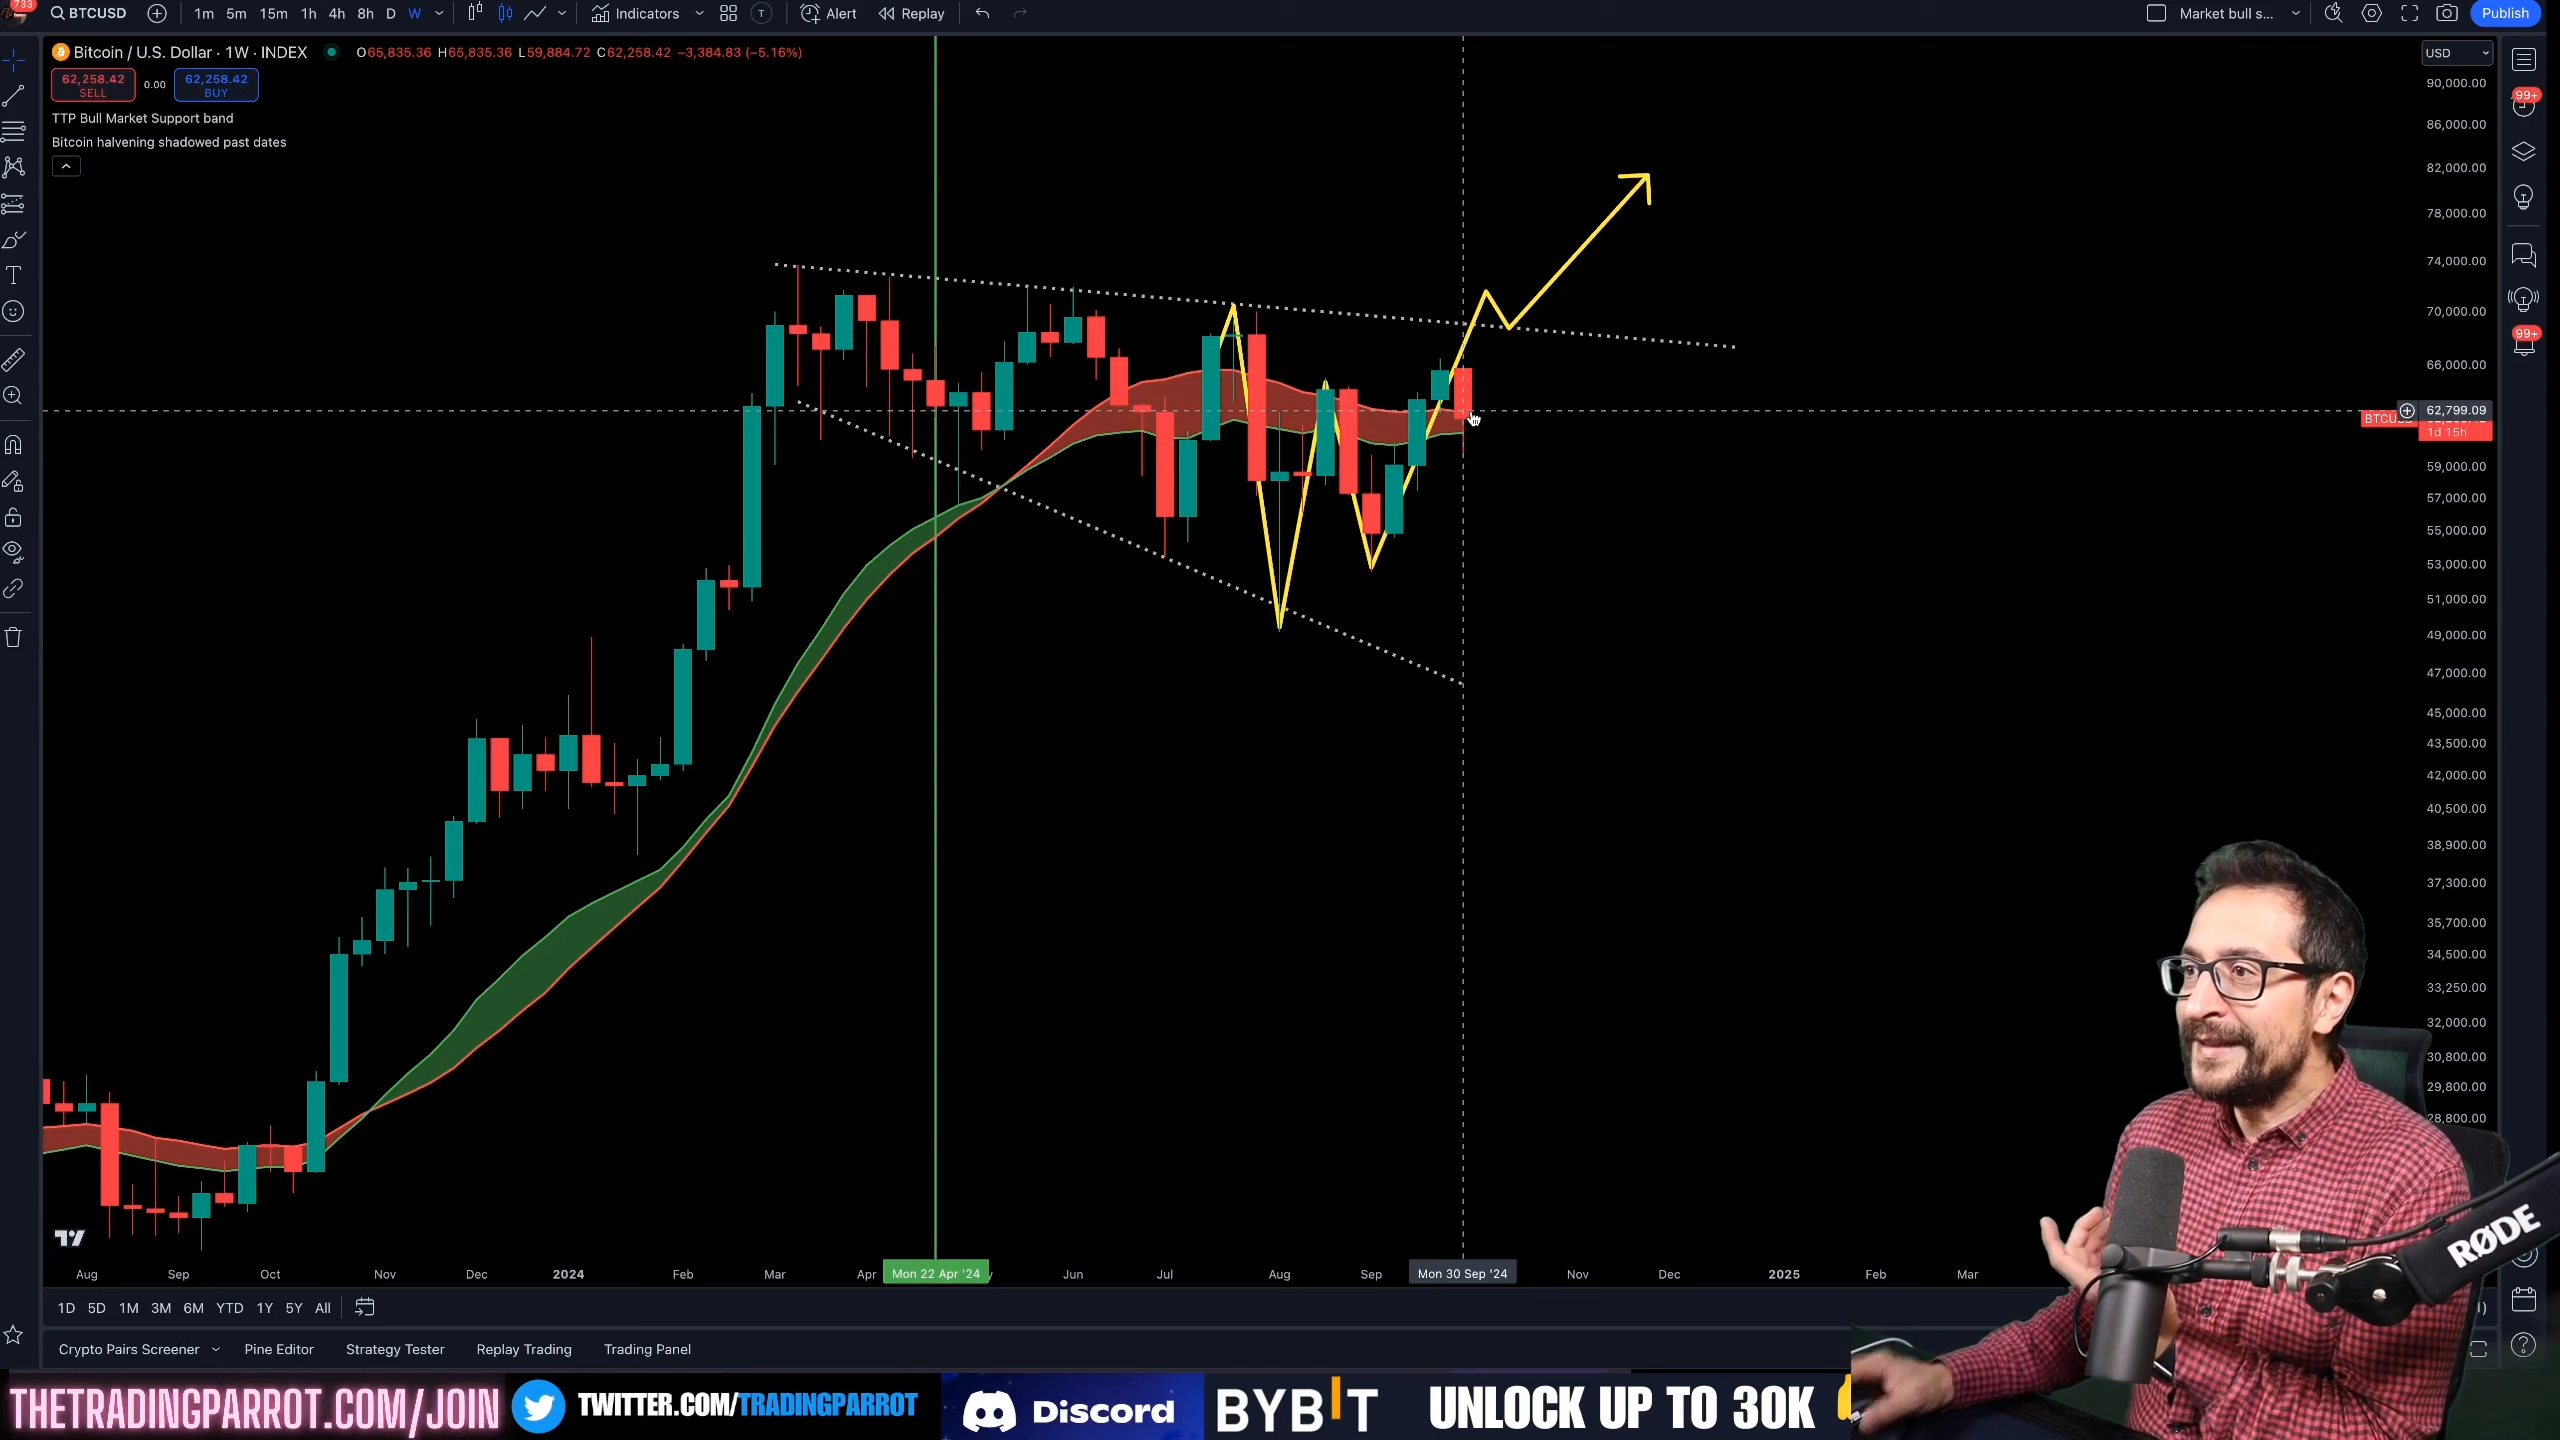 733
BTCUSD
1m 5m 15m 1h 4h 8h D W
Indicators
T
Alert
Replay
Market bull s...
Publish
Bitcoin / U.S. Dollar · 1W · INDEX
O65,835.36 H65,835.36 L59,884.72 C62,258.42 −3,384.83 (−5.16%)
USD
62,258.42
SELL
0.00
62,258.42
BUY
TTP Bull Market Support band
Bitcoin halvening shadowed past dates
99+
99+
90,000.00
86,000.00
82,000.00
78,000.00
74,000.00
70,000.00
66,000.00
62,799.09
1d 15h
59,000.00
57,000.00
55,000.00
53,000.00
51,000.00
49,000.00
47,000.00
45,000.00
43,500.00
42,000.00
40,500.00
38,900.00
37,300.00
35,700.00
34,500.00
33,250.00
32,000.00
30,800.00
29,800.00
28,800.00
Aug Sep Oct Nov Dec 2024 Feb Mar Apr Mon 22 Apr '24 Jun Jul Aug Sep Mon 30 Sep '24 Nov Dec 2025 Feb Mar
1D 5D 1M 3M 6M YTD 1Y 5Y All
Crypto Pairs Screener Pine Editor Strategy Tester Replay Trading Trading Panel
RØDE
THETRADINGPARROT.COM/JOIN
TWITTER.COM/TRADINGPARROT
Discord
BYBIT
UNLOCK UP TO 30K